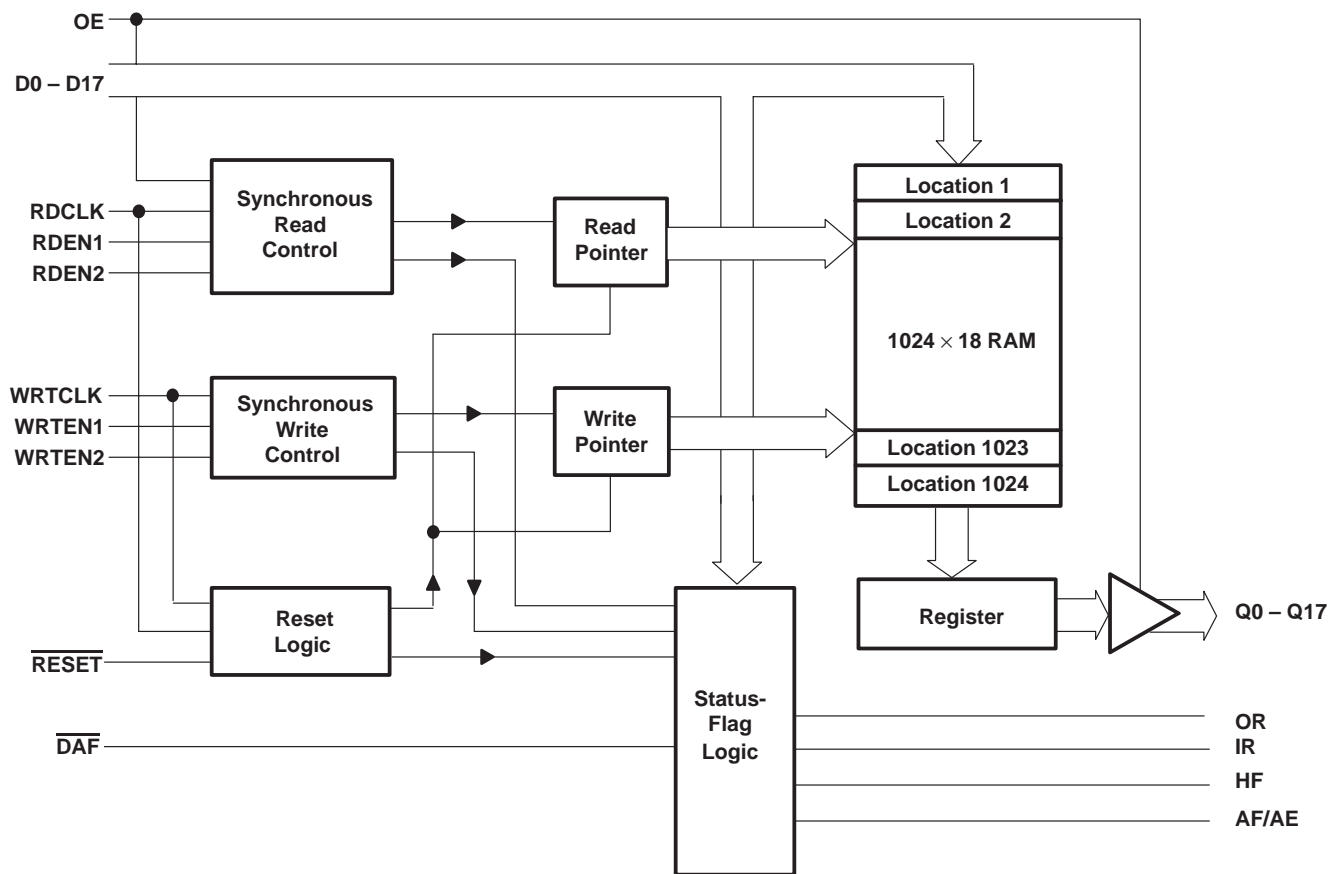 OE
D0 – D17
Location 1
Synchronous
Read
Control
Read
Pointer
Location 2
RDCLK
RDEN1
RDEN2
1024 × 18 RAM
WRTCLK
WRTEN1
WRTEN2
Synchronous
Write
Control
Write
Pointer
Location 1023
Location 1024
Reset
Logic
Register
Q0 – Q17
RESET
Status-
Flag
Logic
DAF
OR
IR
HF
AF/AE